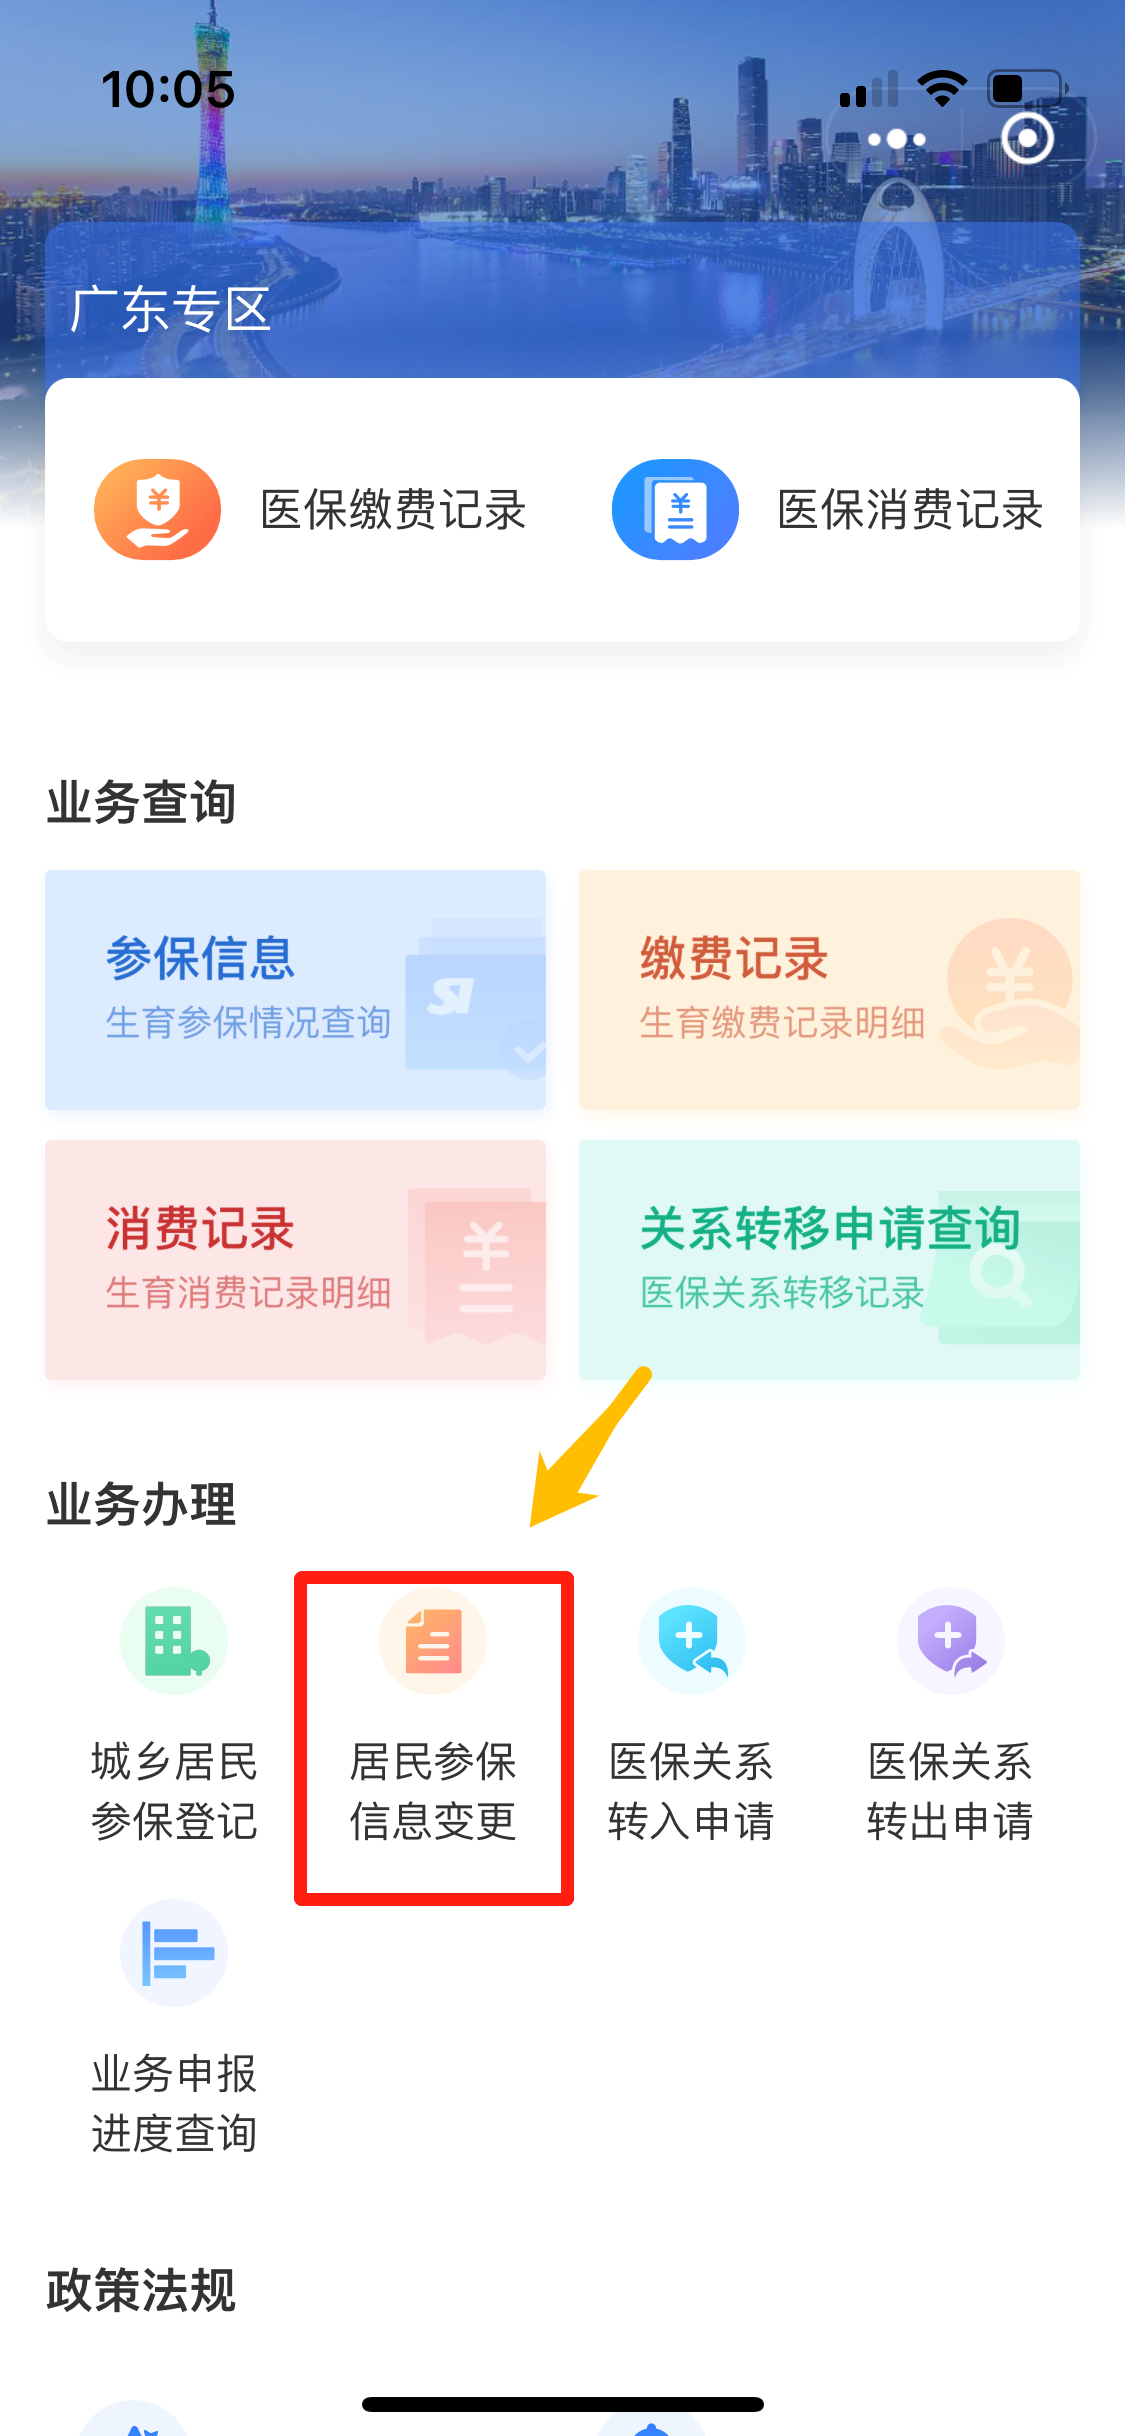 10:05
广东专区
医保缴费记录
医保消费记录
业务查询
参保信息
生育参保情况查询
缴费记录
生育缴费记录明细
消费记录
生育消费记录明细
关系转移申请查询
医保关系转移记录
业务办理
城乡居民
参保登记
居民参保
信息变更
医保关系
转入申请
医保关系
转出申请
业务申报
进度查询
政策法规